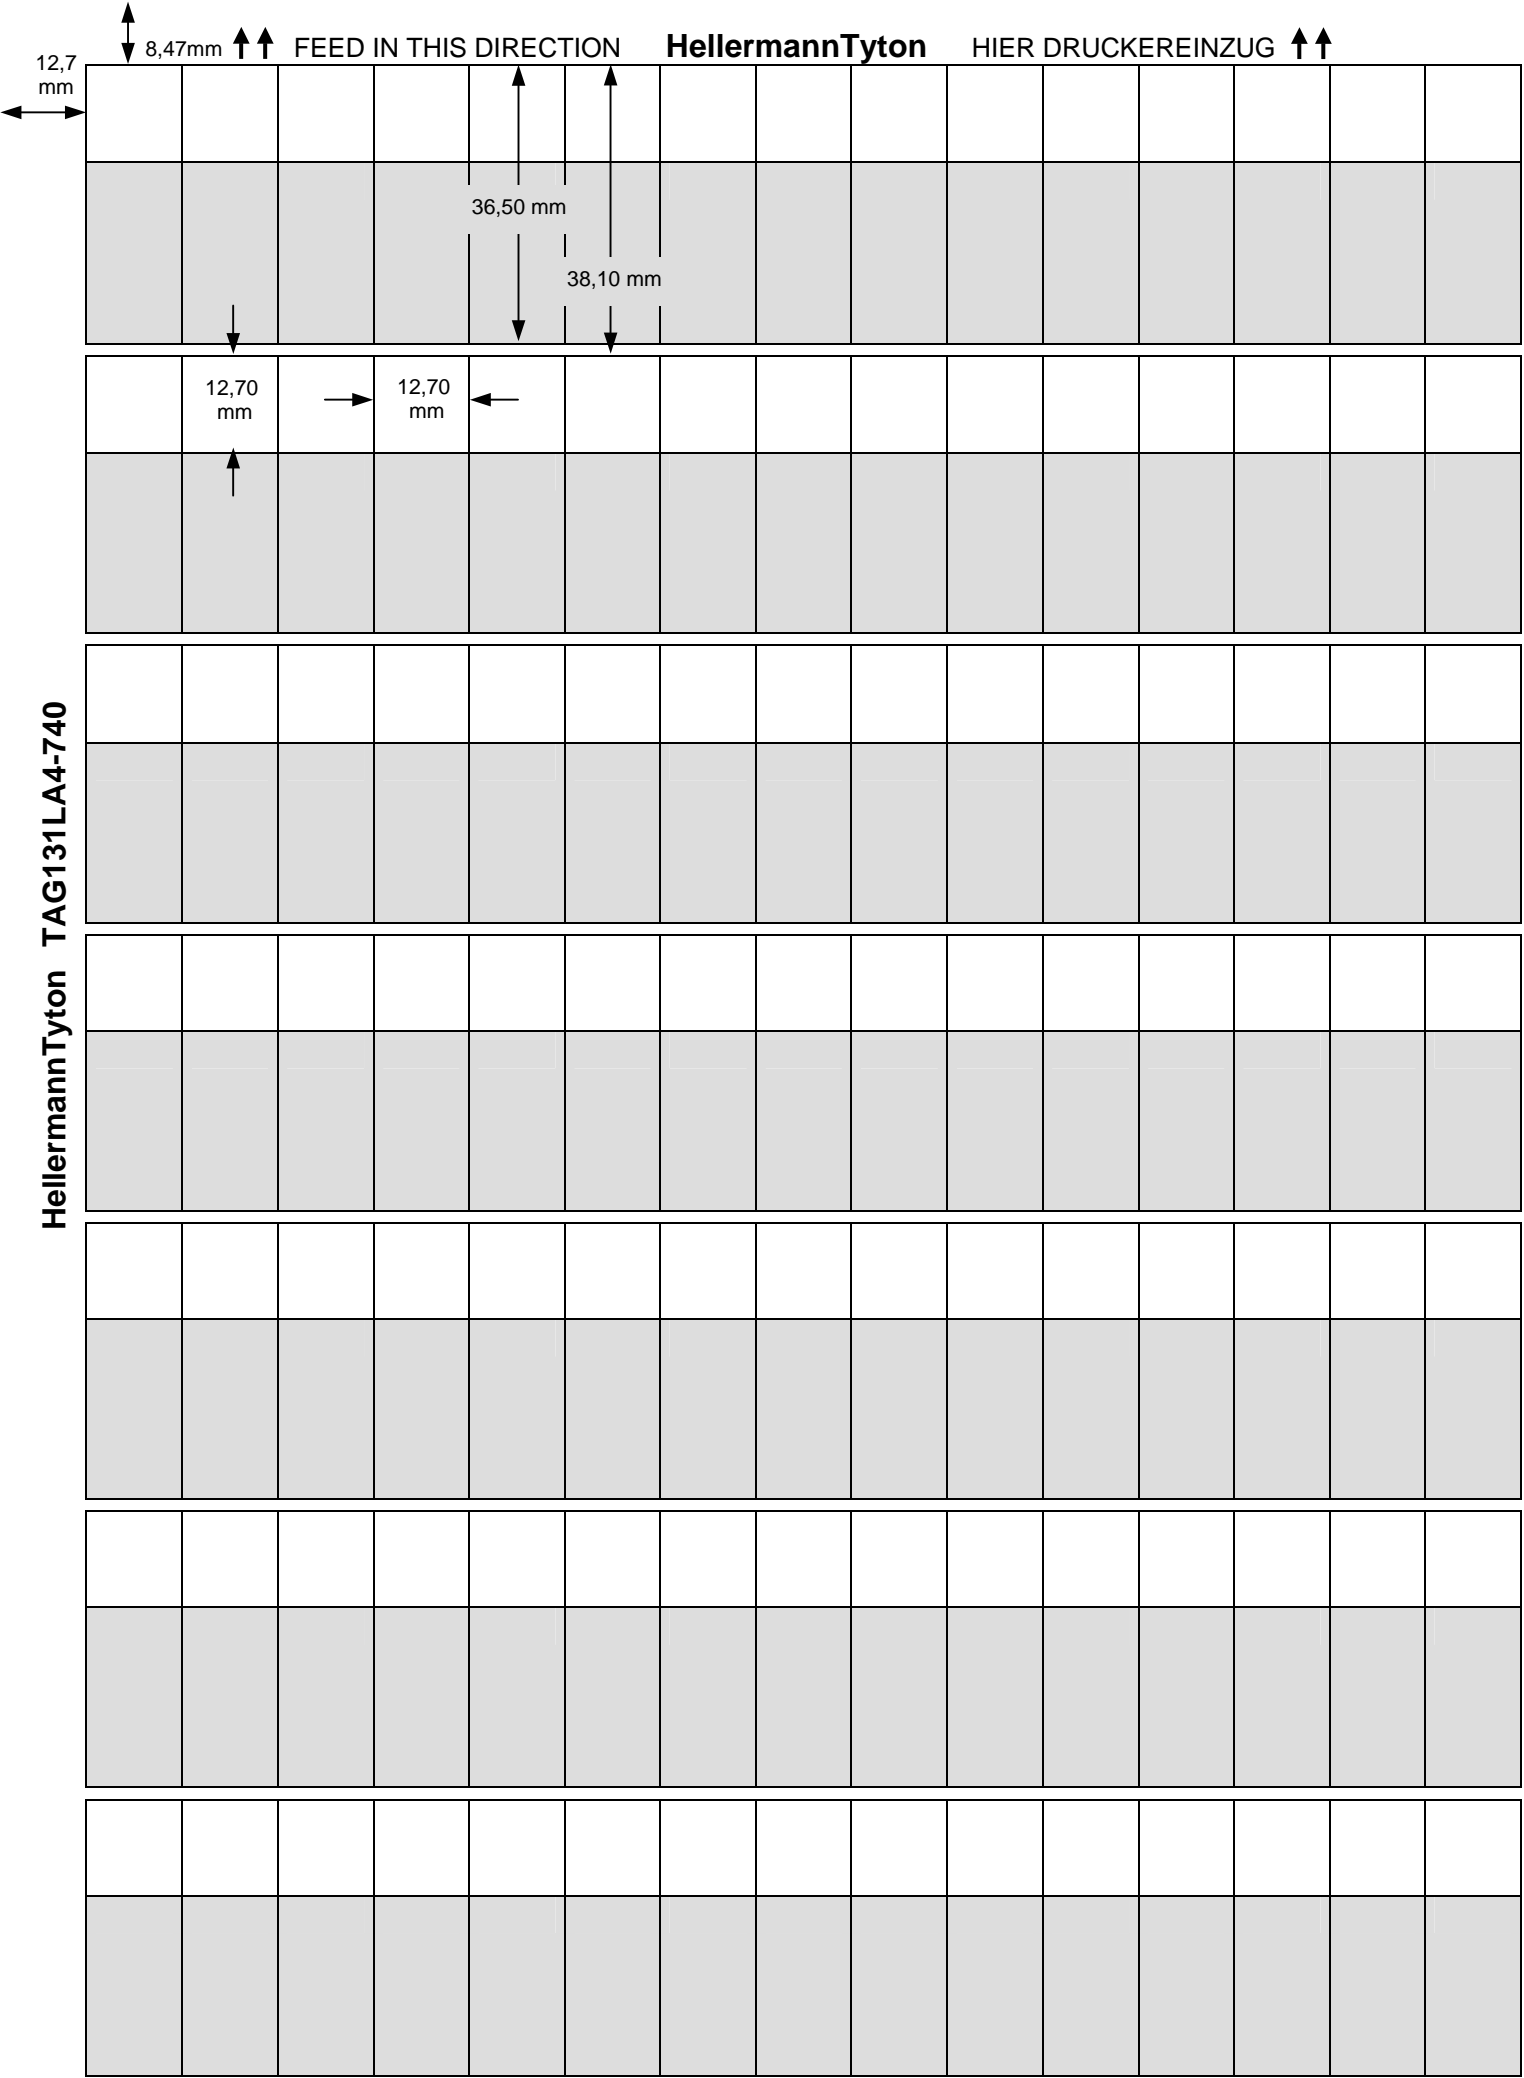 8,47mm FEED IN THIS DIRECTION HellermannTyton HIER DRUCKEREINZUG
12,7
mm
36,50 mm
38,10 mm
12,70
mm
12,70
mm
HellermannTyton TAG131LA4-740